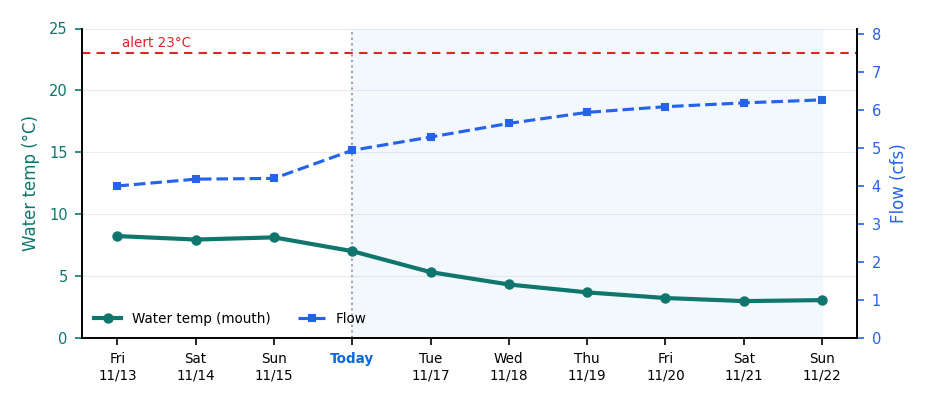 25
20
15
10
5
0
Water temp (°C)
alert 23°C
8
7
6
5
4
3
2
1
0
Flow (cfs)
Water temp (mouth)
Flow
Fri
11/13
Sat
11/14
Sun
11/15
Today
Tue
11/17
Wed
11/18
Thu
11/19
Fri
11/20
Sat
11/21
Sun
11/22